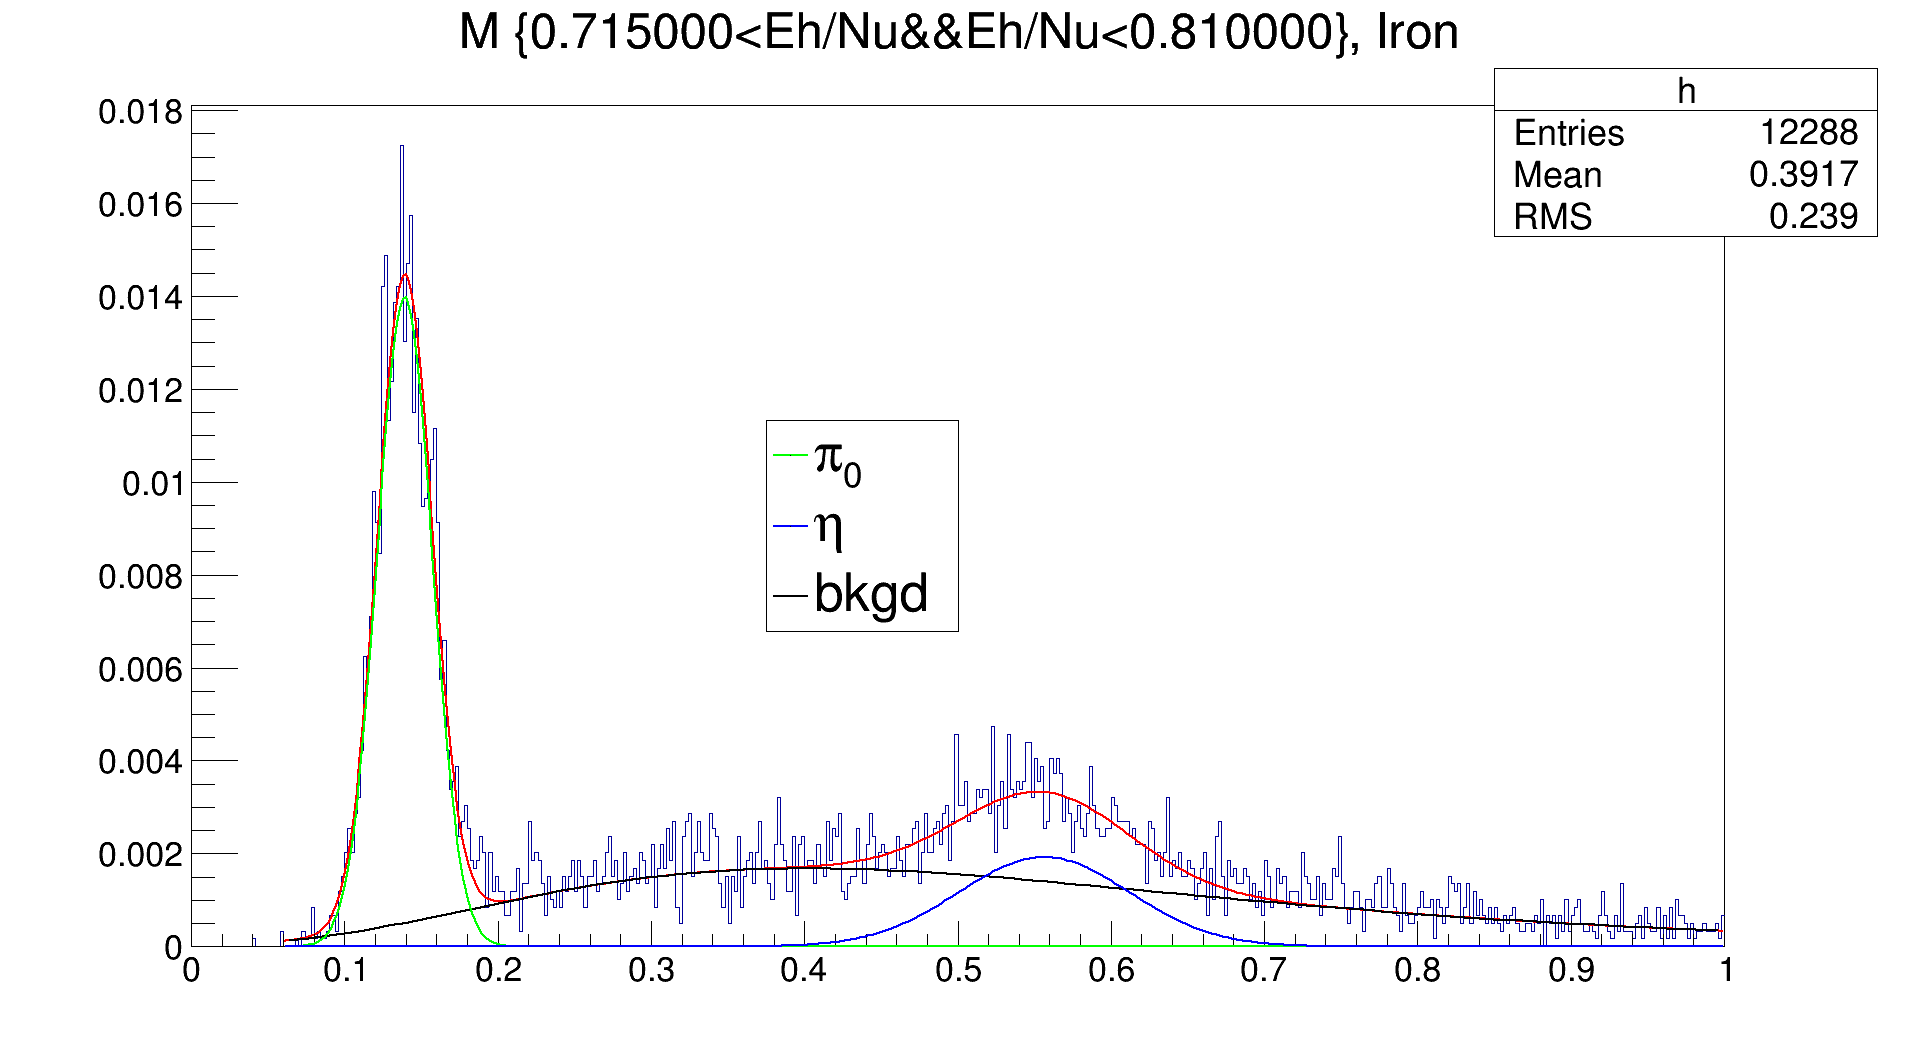 M {0.715000<Eh/Nu&&Eh/Nu<0.810000}, Iron
h
Entries 12288
Mean 0.3917
RMS 0.239
0.018
0.016
0.014
0.012
0.01
0.008
0.006
0.004
0.002
0
π0
η
bkgd
0 0.1 0.2 0.3 0.4 0.5 0.6 0.7 0.8 0.9 1